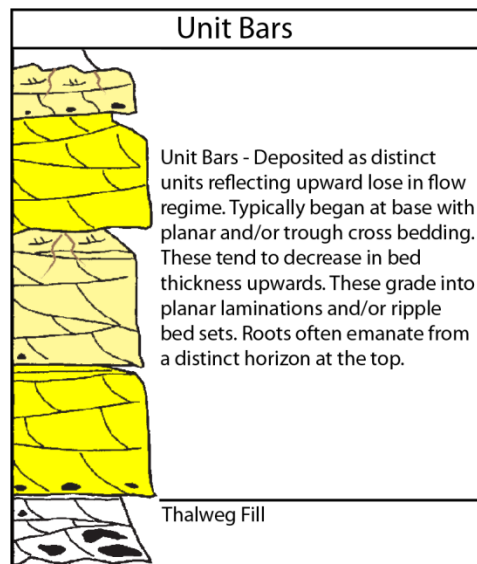 Unit Bars
Unit Bars - Deposited as distinct
units reflecting upward lose in flow
regime. Typically began at base with
planar and/or trough cross bedding.
These tend to decrease in bed
thickness upwards. These grade into
planar laminations and/or ripple
bed sets. Roots often emanate from
a distinct horizon at the top.
Thalweg Fill